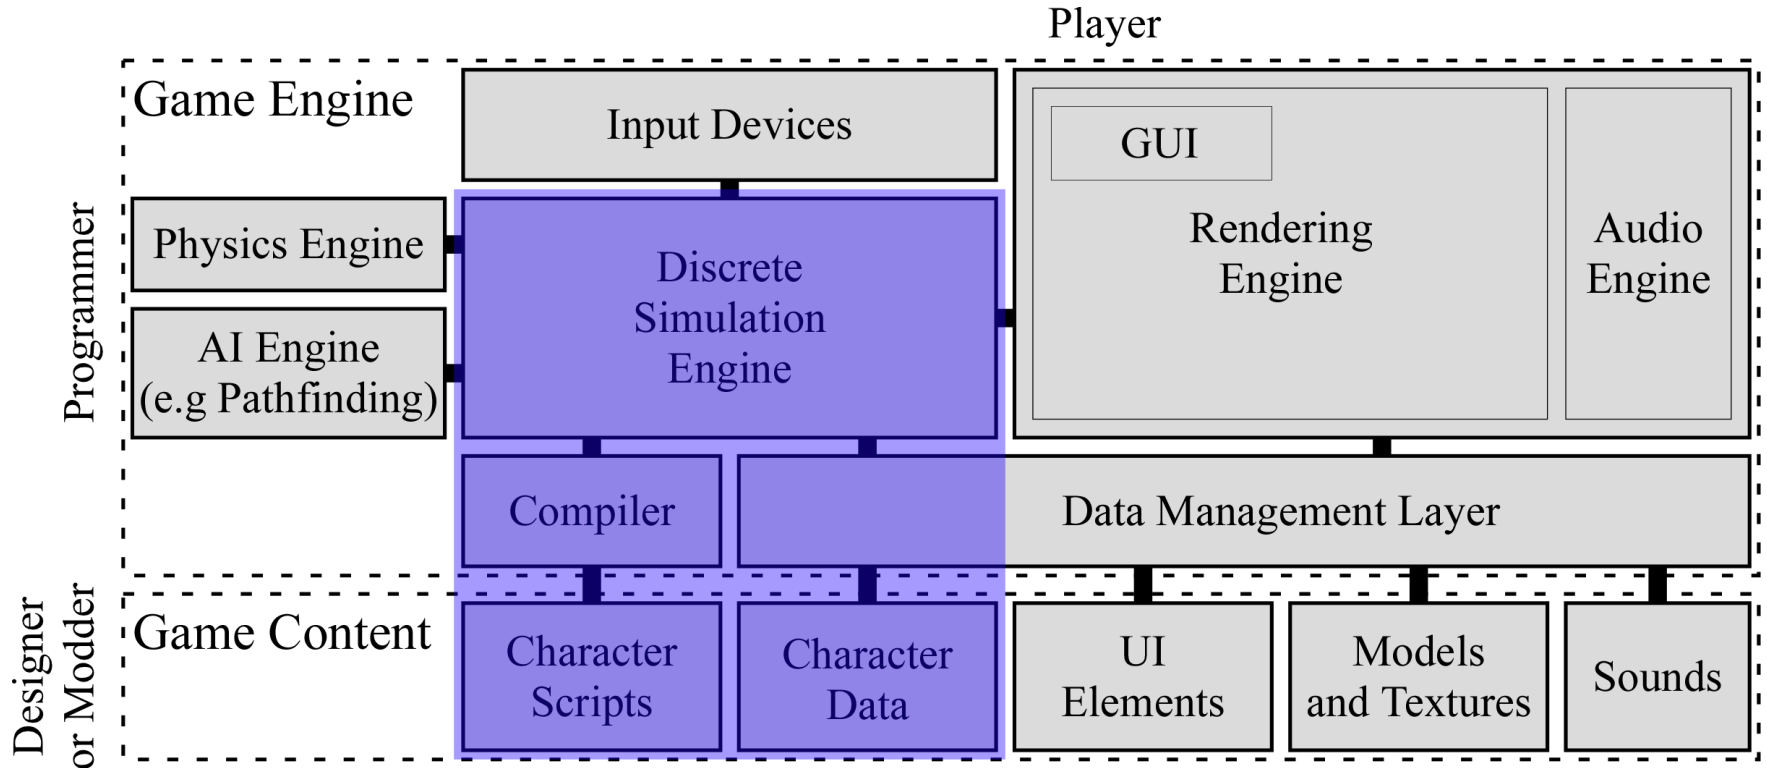 Player
Game Engine
Input Devices
GUI
Rendering
Engine
Audio
Engine
Programmer
Physics Engine
Discrete
Simulation
Engine
AI Engine
(e.g Pathfinding)
Compiler
Data Management Layer
Designer
or Modder
Game Content
Character
Scripts
Character
Data
UI
Elements
Models
and Textures
Sounds